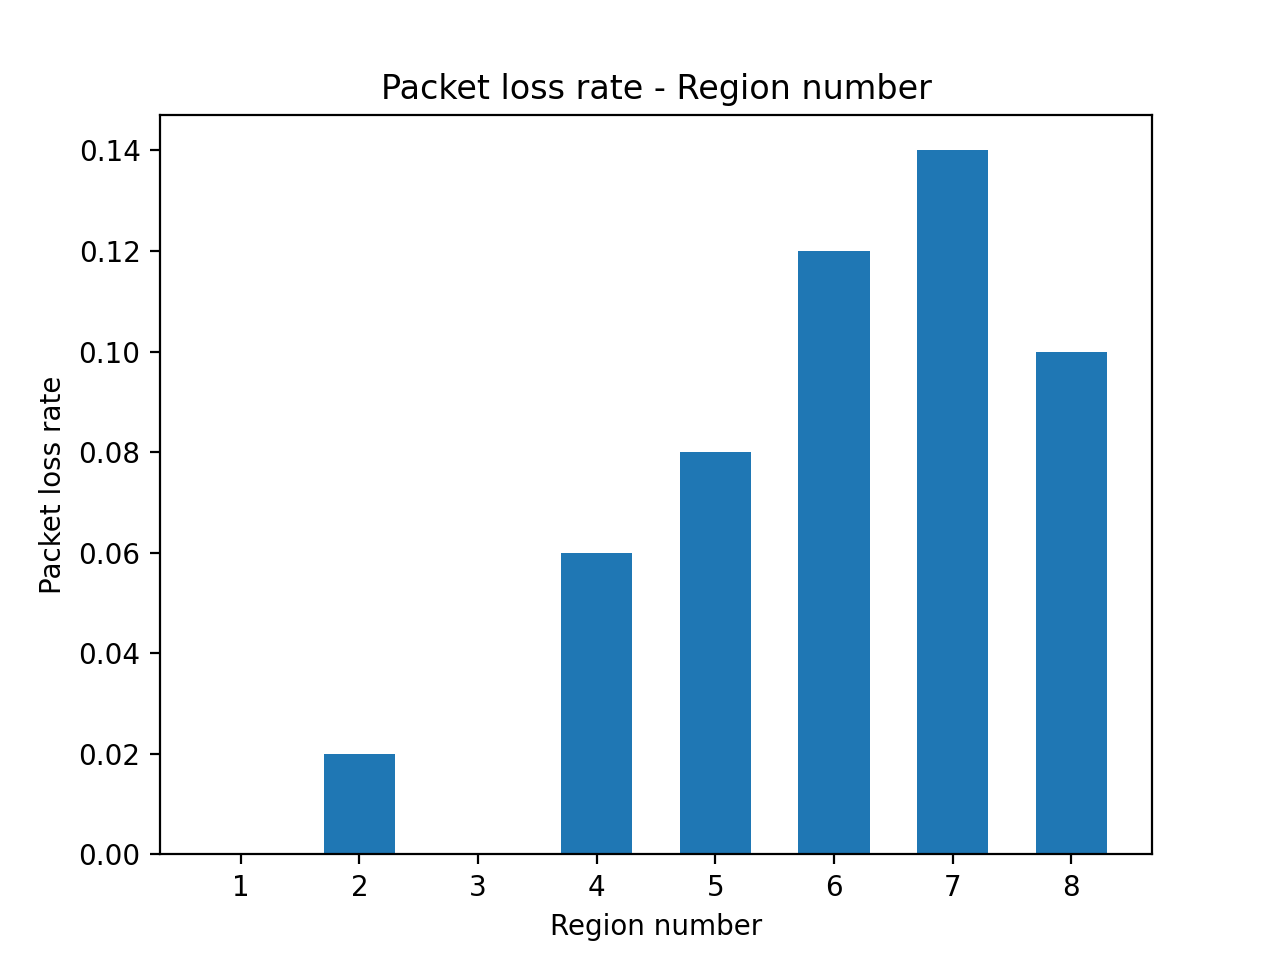 Packet loss rate - Region number
0.14
0.12
0.10
0.08
0.06
0.04
0.02
0.00
Packet loss rate
1 2 3 4 5 6 7 8
Region number